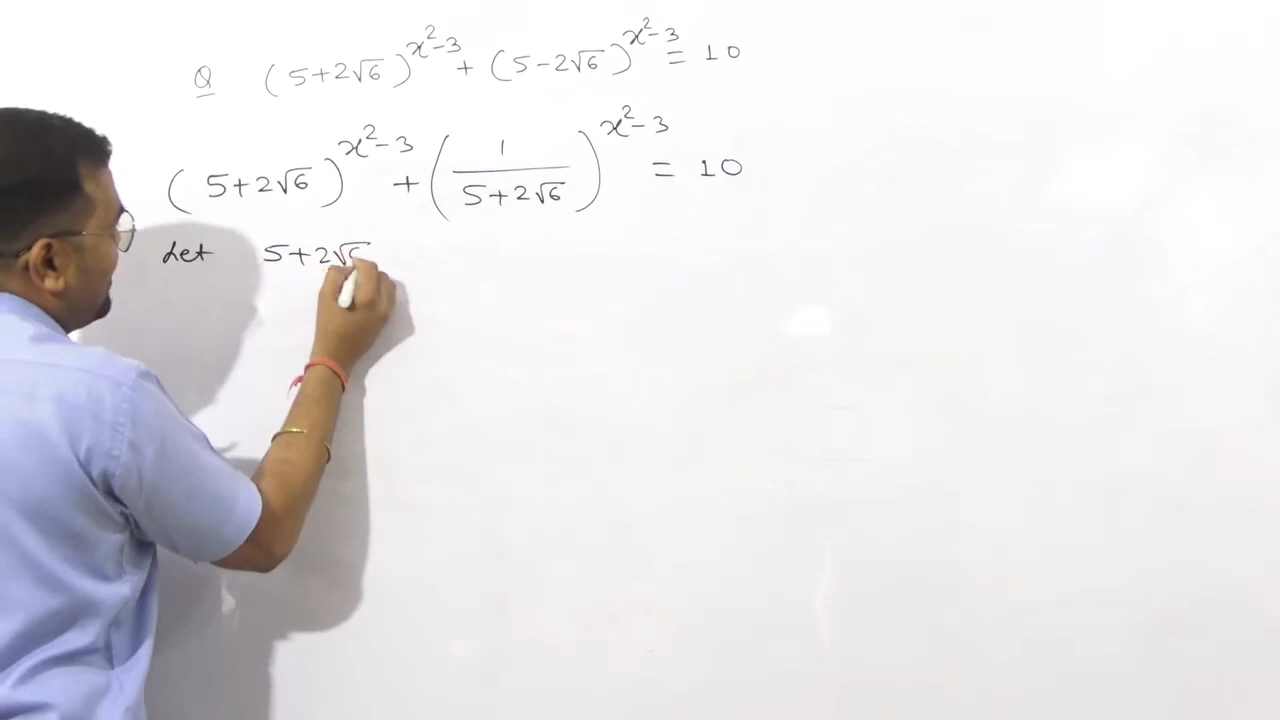 Q (5+2√6)^{x²-3} + (5-2√6)^{x²-3} = 10
(5+2√6)^{x²-3} + (1/(5+2√6))^{x²-3} = 10
Let 5+2√6